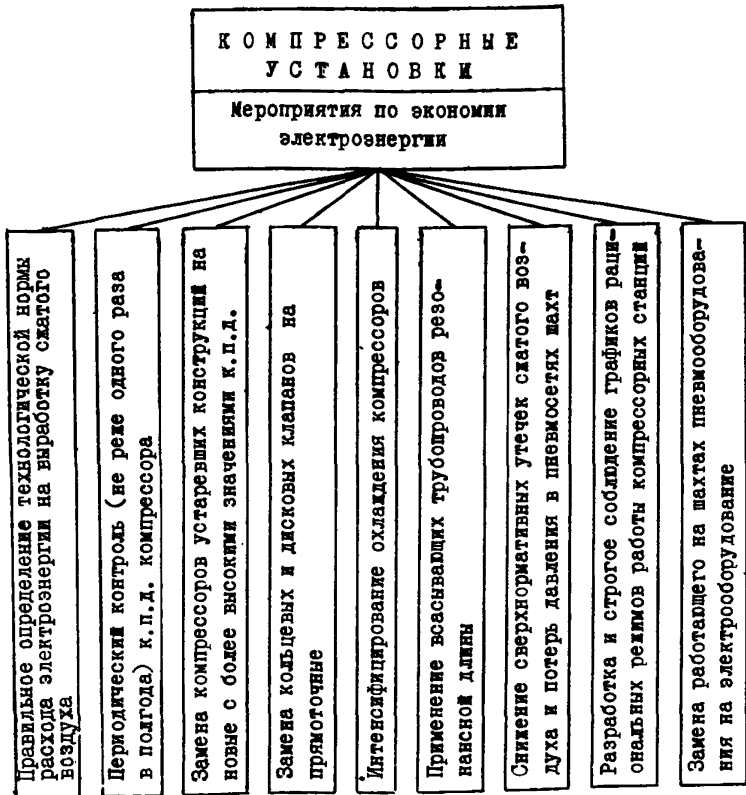 КОМПРЕССОРНЫЕ
УСТАНОВКИ
Мероприятия по экономии
электроэнергии
Правильное определение технологической нормы
расхода электроэнергии на выработку сжатого
воздуха
Периодический контроль (не реже одного раза
в полгода) к.п.д. компрессора
Замена компрессоров устаревших конструкций на
новые с более высокими значениями к.п.д.
Замена кольцевых и дисковых клапанов на
прямоточные
Интенсифицирование охлаждения компрессоров
Применение всасывающих трубопроводов резо-
нансной длины
Снижение сверхнормативных утечек сжатого воз-
духа и потерь давления в пневмосетях шахт
Разработка и строгое соблюдение графиков раци-
ональных режимов работы компрессорных станций
Замена работающего на шахтах пневмооборудова-
ния на электрооборудование